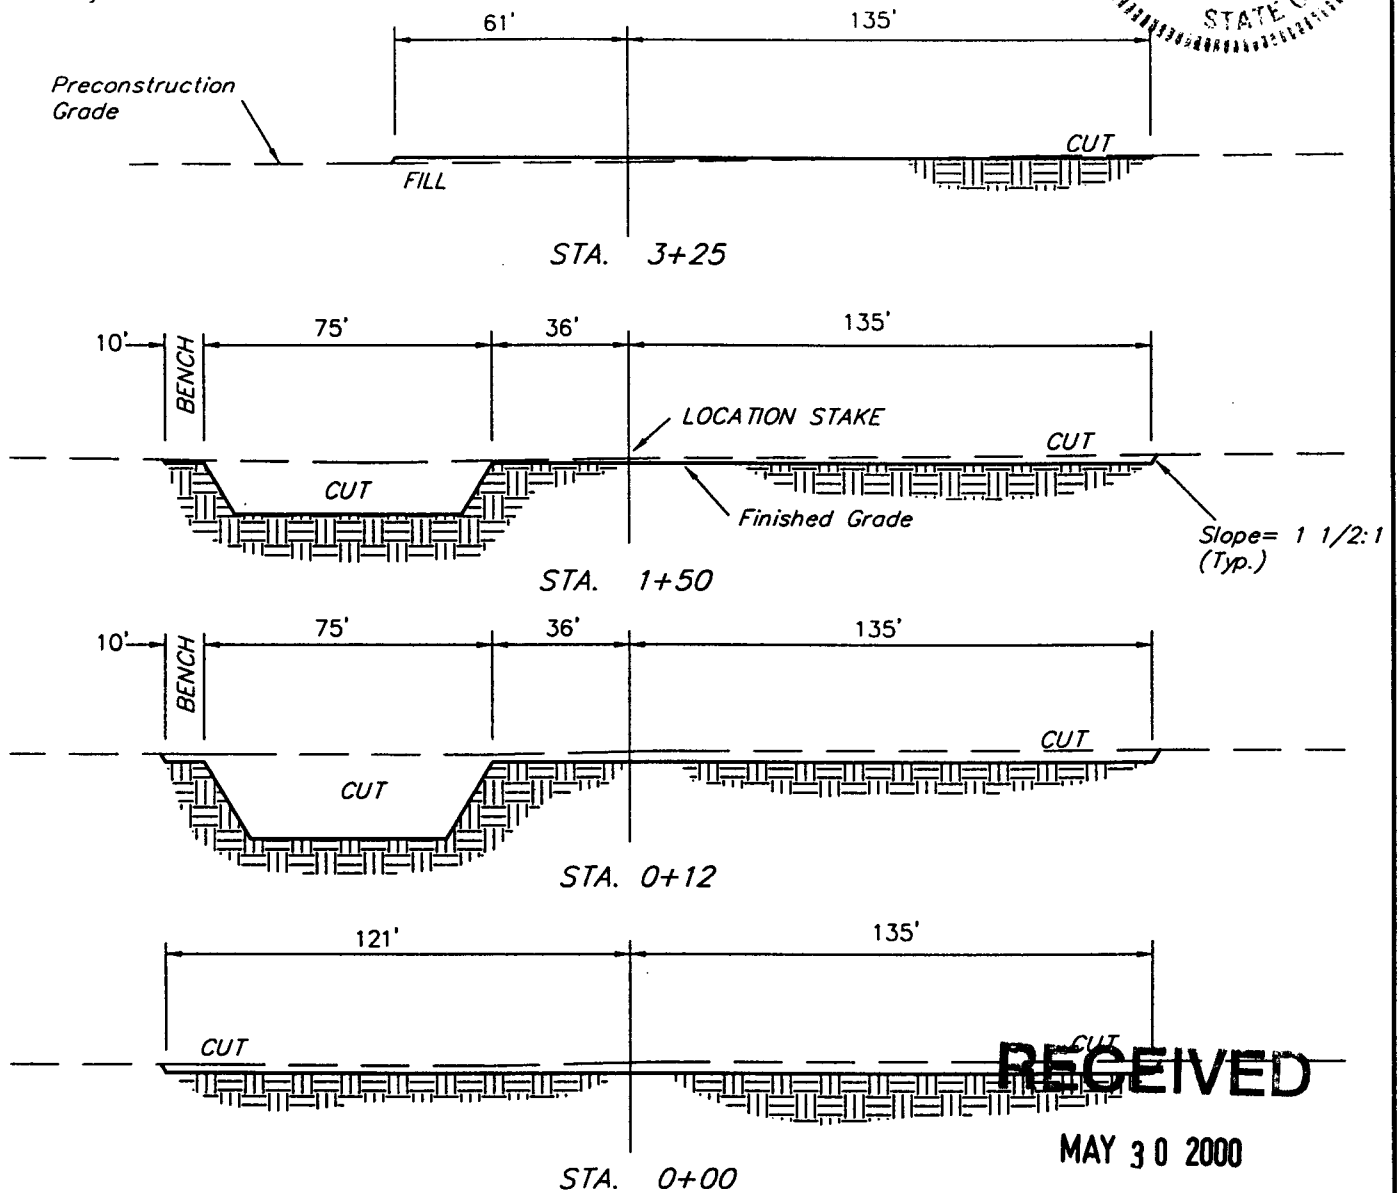 STATE
61' 135'
Preconstruction
Grade
CUT
FILL
STA. 3+25
10' BENCH 75' 36' 135'
LOCATION STAKE
CUT
CUT
Finished Grade
Slope= 1 1/2:1
(Typ.)
STA. 1+50
10' BENCH 75' 36' 135'
CUT
CUT
STA. 0+12
121' 135'
CUT CUT
RECEIVED
MAY 30 2000
STA. 0+00